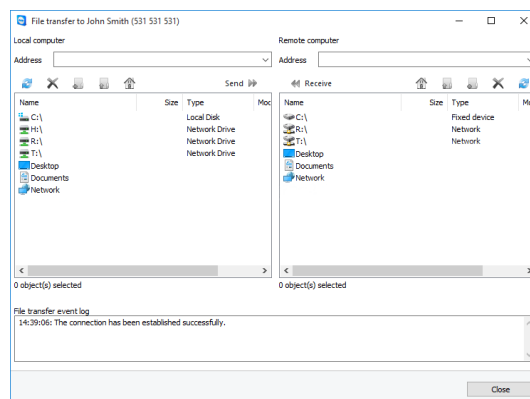 File transfer to John Smith (531 531 531)
Local computer
Remote computer
Address
Address
Send
Receive
Name Size Type Moc
C:\ Local Disk
H:\ Network Drive
R:\ Network Drive
T:\ Network Drive
Desktop
Documents
Network
Name Size Type Mo
C:\ Fixed device
R:\ Network
T:\ Network
Desktop
Documents
Network
0 object(s) selected
0 object(s) selected
File transfer event log
14:39:06: The connection has been established successfully.
Close